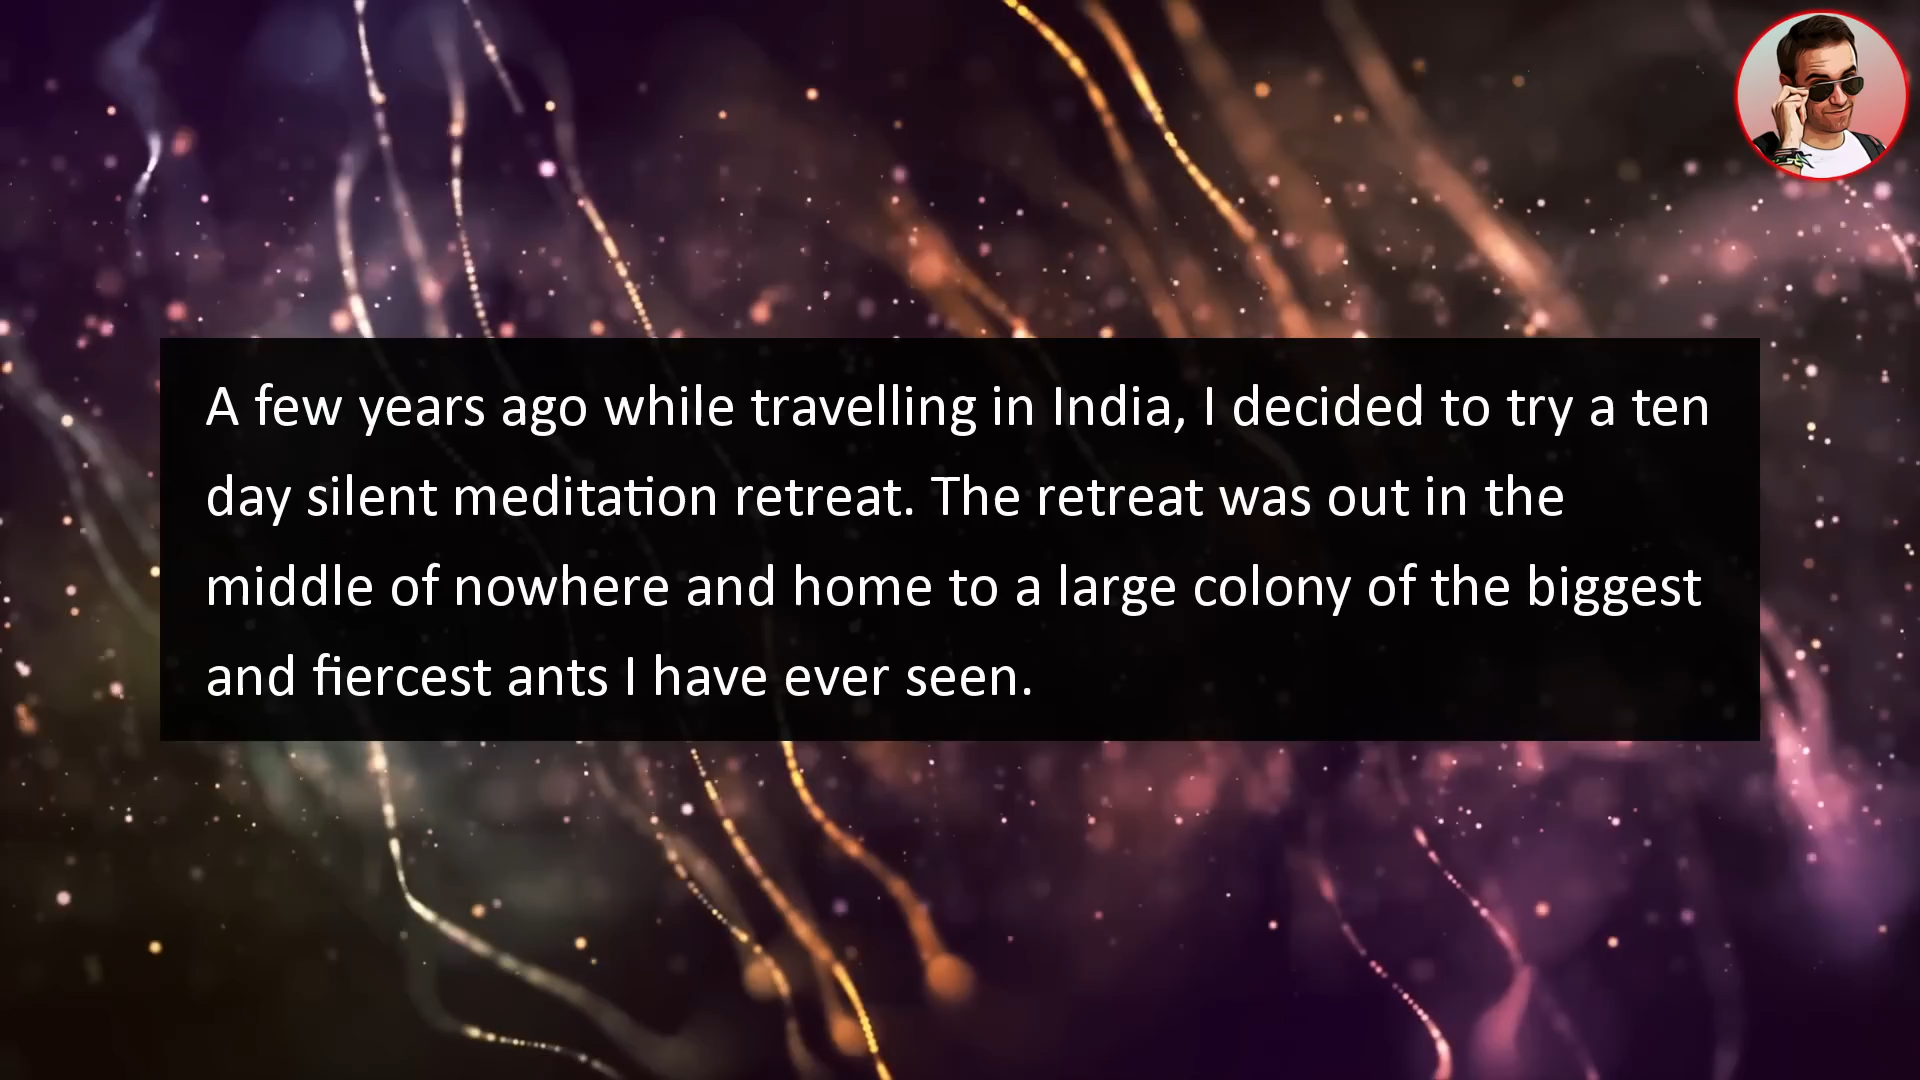 A few years ago while travelling in India, I decided to try a ten
day silent meditation retreat. The retreat was out in the
middle of nowhere and home to a large colony of the biggest
and fiercest ants I have ever seen.